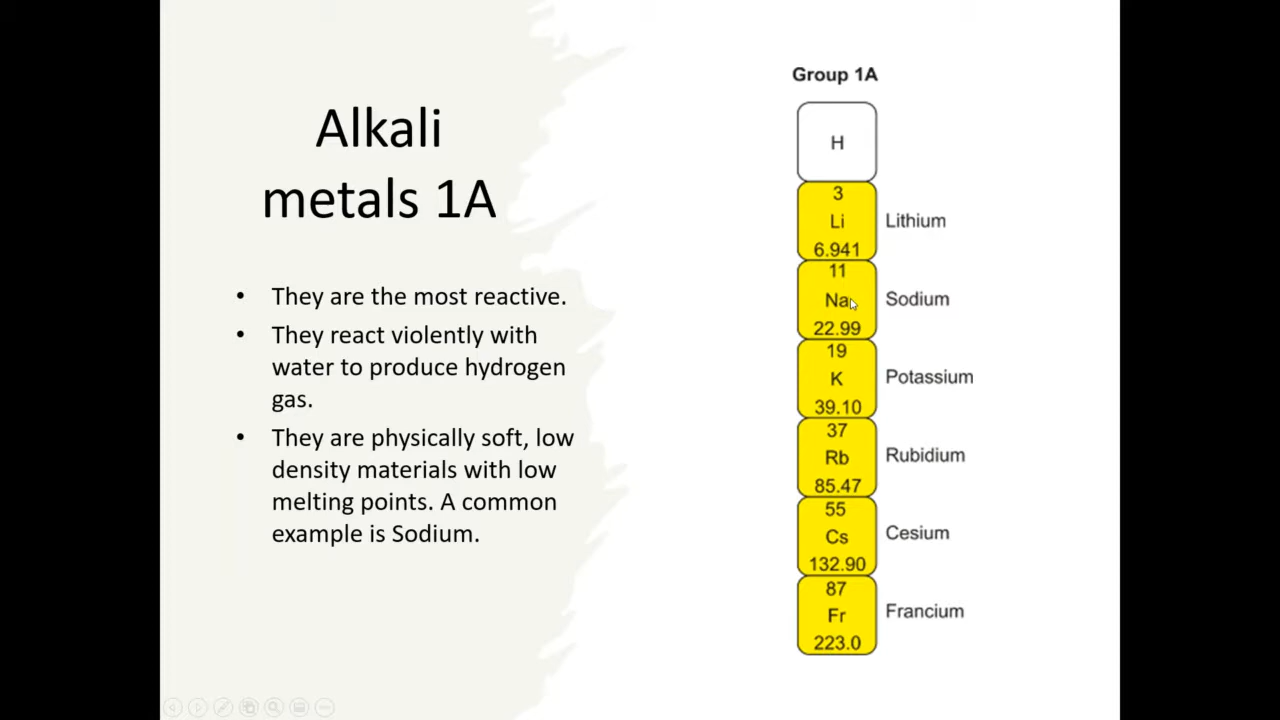 Alkali
metals 1A
• They are the most reactive.
• They react violently with
water to produce hydrogen
gas.
• They are physically soft, low
density materials with low
melting points. A common
example is Sodium.
Group 1A
H
3
Li
6.941
Lithium
11
Na
22.99
Sodium
19
K
39.10
Potassium
37
Rb
85.47
Rubidium
55
Cs
132.90
Cesium
87
Fr
223.0
Francium